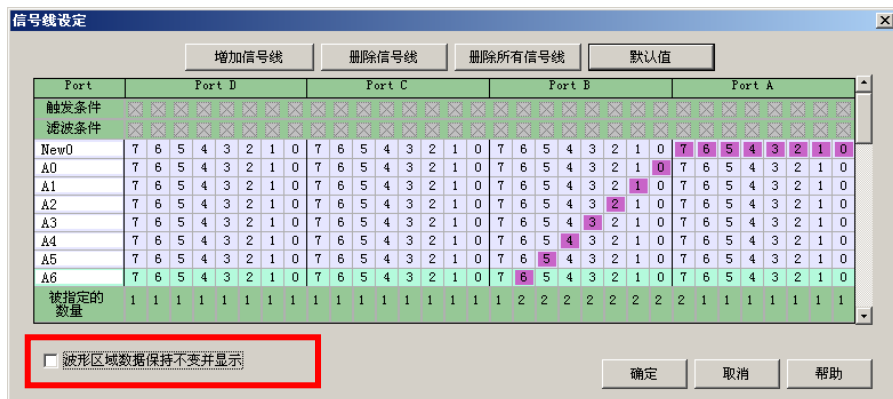 信号线设定
增加信号线 删除信号线 删除所有信号线 默认值
Port Port D Port C Port B Port A
触发条件
滤波条件
New0 7 6 5 4 3 2 1 0 7 6 5 4 3 2 1 0 7 6 5 4 3 2 1 0 7 6 5 4 3 2 1 0
A0 7 6 5 4 3 2 1 0 7 6 5 4 3 2 1 0 7 6 5 4 3 2 1 0 7 6 5 4 3 2 1 0
A1 7 6 5 4 3 2 1 0 7 6 5 4 3 2 1 0 7 6 5 4 3 2 1 0 7 6 5 4 3 2 1 0
A2 7 6 5 4 3 2 1 0 7 6 5 4 3 2 1 0 7 6 5 4 3 2 1 0 7 6 5 4 3 2 1 0
A3 7 6 5 4 3 2 1 0 7 6 5 4 3 2 1 0 7 6 5 4 3 2 1 0 7 6 5 4 3 2 1 0
A4 7 6 5 4 3 2 1 0 7 6 5 4 3 2 1 0 7 6 5 4 3 2 1 0 7 6 5 4 3 2 1 0
A5 7 6 5 4 3 2 1 0 7 6 5 4 3 2 1 0 7 6 5 4 3 2 1 0 7 6 5 4 3 2 1 0
A6 7 6 5 4 3 2 1 0 7 6 5 4 3 2 1 0 7 6 5 4 3 2 1 0 7 6 5 4 3 2 1 0
被指定的
数量 1 1 1 1 1 1 1 1 1 1 1 1 1 1 1 1 1 2 2 2 2 2 2 2 2 1 1 1 1 1 1 1
波形区域数据保持不变并显示
确定 取消 帮助